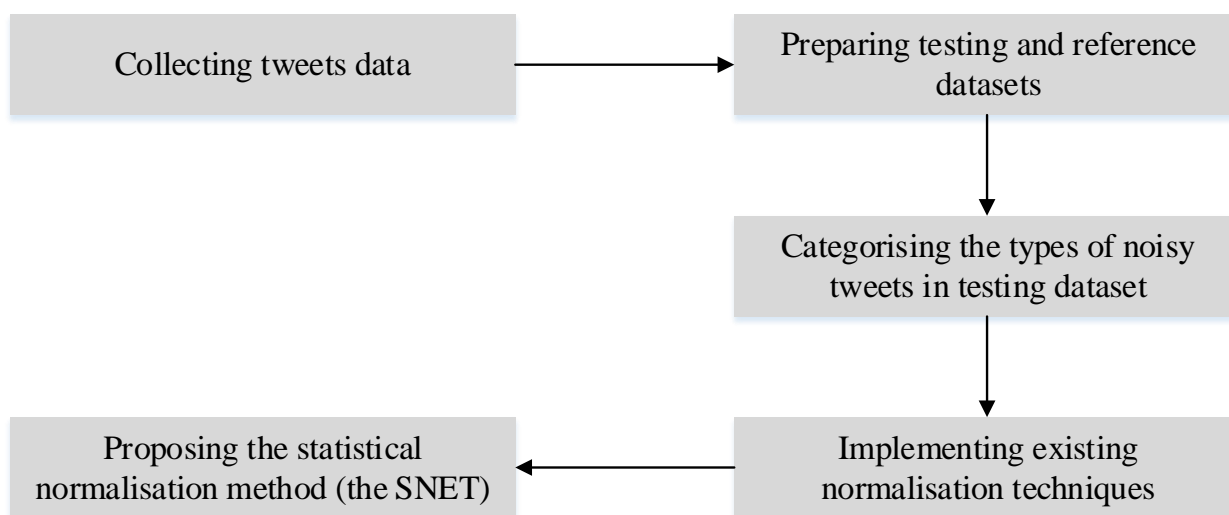 Collecting tweets data
Preparing testing and reference
datasets
Categorising the types of noisy
tweets in testing dataset
Implementing existing
normalisation techniques
Proposing the statistical
normalisation method (the SNET)